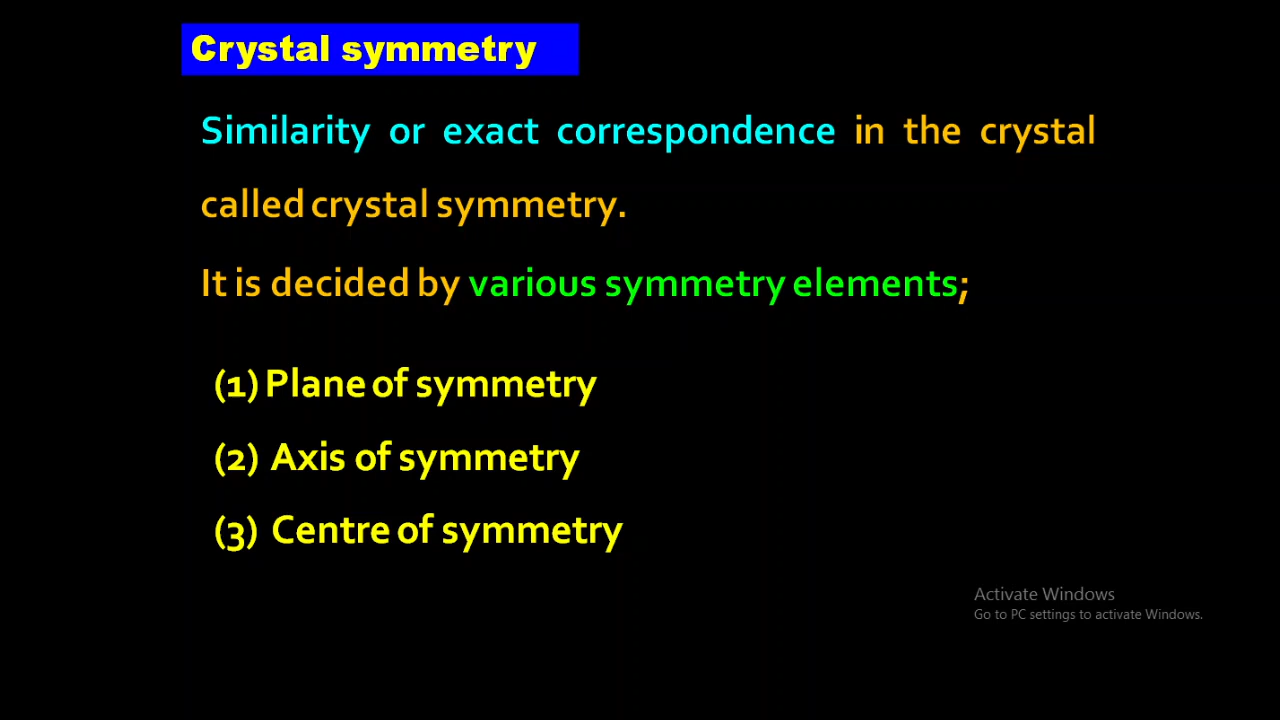 Crystal symmetry
Similarity or exact correspondence in the crystal
called crystal symmetry.
It is decided by various symmetry elements;
(1) Plane of symmetry
(2) Axis of symmetry
(3) Centre of symmetry
Activate Windows
Go to PC settings to activate Windows.